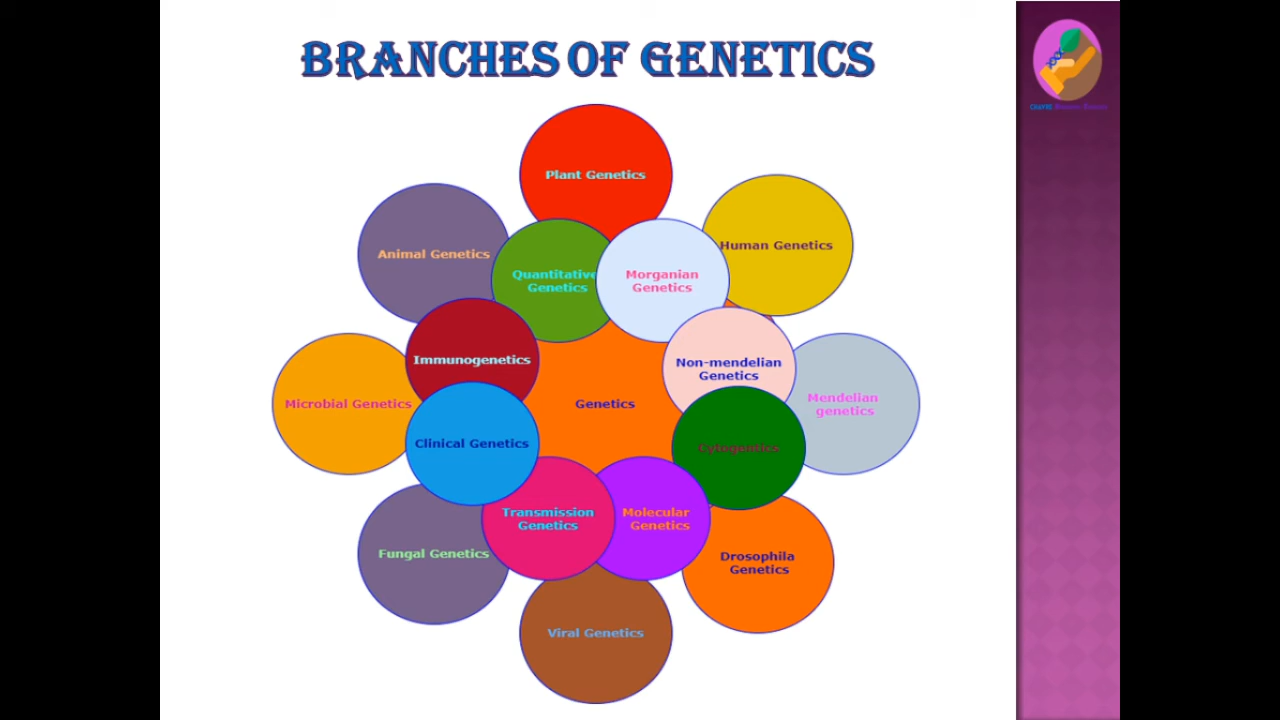 BRANCHES OF GENETICS
Plant Genetics
Human Genetics
Animal Genetics
Quantitative
Genetics
Morganian
Genetics
Immunogenetics
Non-mendelian
Genetics
Microbial Genetics
Genetics
Mendelian
genetics
Clinical Genetics
Transmission
Genetics
Molecular
Genetics
Fungal Genetics
Drosophila
Genetics
Viral Genetics